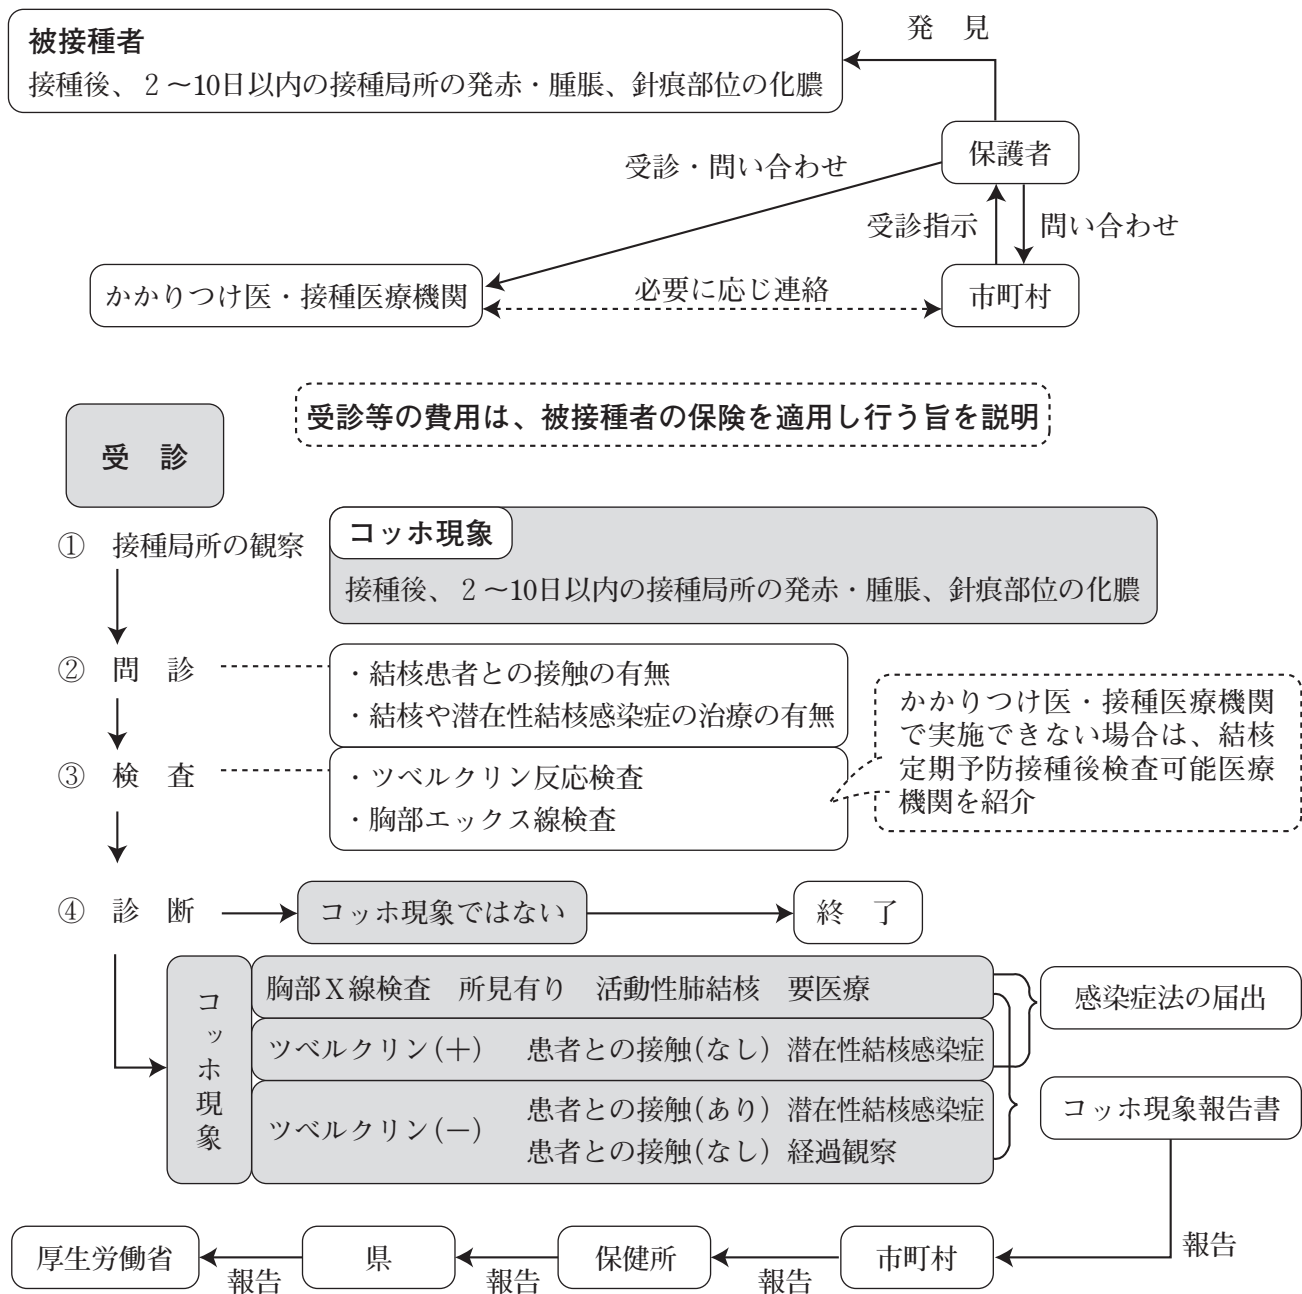 発　見
被接種者
接種後、２～10日以内の接種局所の発赤・腫脹、針痕部位の化膿
保護者
受診・問い合わせ
受診指示
問い合わせ
かかりつけ医・接種医療機関
必要に応じ連絡
市町村
受診等の費用は、被接種者の保険を適用し行う旨を説明
受　診
①　接種局所の観察
コッホ現象
接種後、２～10日以内の接種局所の発赤・腫脹、針痕部位の化膿
②　問　診
・結核患者との接触の有無
・結核や潜在性結核感染症の治療の有無
かかりつけ医・接種医療機関
で実施できない場合は、結核
定期予防接種後検査可能医療
機関を紹介
③　検　査
・ツベルクリン反応検査
・胸部エックス線検査
④　診　断
コッホ現象ではない
終　了
コッホ現象
胸部Ｘ線検査　所見有り　活動性肺結核　要医療
ツベルクリン(＋)　患者との接触(なし) 潜在性結核感染症
ツベルクリン(－)
患者との接触(あり) 潜在性結核感染症
患者との接触(なし) 経過観察
感染症法の届出
コッホ現象報告書
報告
市町村
報告
保健所
報告
県
報告
厚生労働省